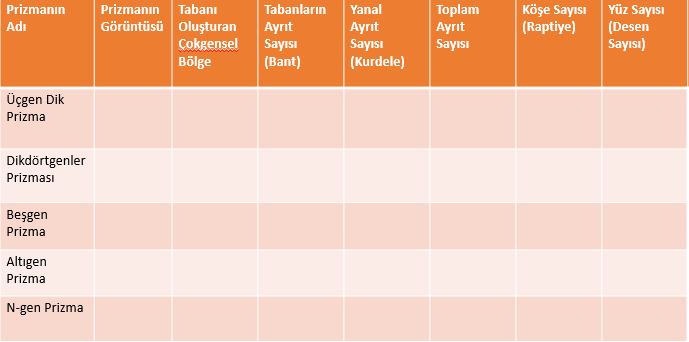 Prizmanın
Adı
Prizmanın
Görüntüsü
Tabanı
Oluşturan
Çokgensel
Bölge
Tabanların
Ayrıt
Sayısı
(Bant)
Yanal
Ayrıt
Sayısı
(Kurdele)
Toplam
Ayrıt
Sayısı
Köşe Sayısı
(Raptiye)
Yüz Sayısı
(Desen
Sayısı)
Üçgen Dik
Prizma
Dikdörtgenler
Prizması
Beşgen
Prizma
Altıgen
Prizma
N-gen Prizma